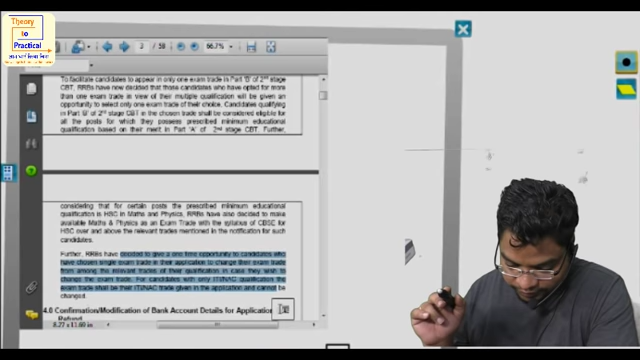 Theory
to
Practical
3 / 58
66.7%
To facilitate candidates to appear in only one exam trade in Part 'B' of 2nd stage
CBT, RRBs have now decided that those candidates who have opted for more
than one exam trade in view of their multiple qualification will be given an
opportunity to select only one exam trade of their choice. Candidates qualifying
in Part 'B' of 2nd stage CBT in the chosen trade shall be considered eligible for
all the posts for which they possess prescribed minimum educational
qualification based on their merit in Part 'A' of 2nd stage CBT. Further,
considering that for certain posts the prescribed minimum educational
qualification is HSC in Maths and Physics, RRBs have also decided to make
available Maths & Physics as an Exam Trade with the syllabus of CBSE for
HSC over and above the relevant trades mentioned in the notification for such
candidates.
Further, RRBs have decided to give a one time opportunity to candidates who
have chosen single exam trade in their application to change their exam trade
from among the relevant trades of their qualification in case they wish to
change the exam trade. For candidates with only ITI/NAC qualification the
exam trade shall be their ITI/NAC trade given in the application and cannot be
changed.
4.0 Confirmation/Modification of Bank Account Details for Application
Refund
8.27 x 11.69 in